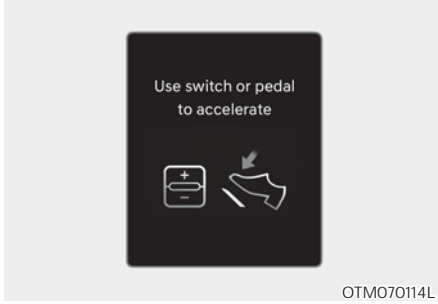 Use switch or pedal
to accelerate
+
−
OTM070114L